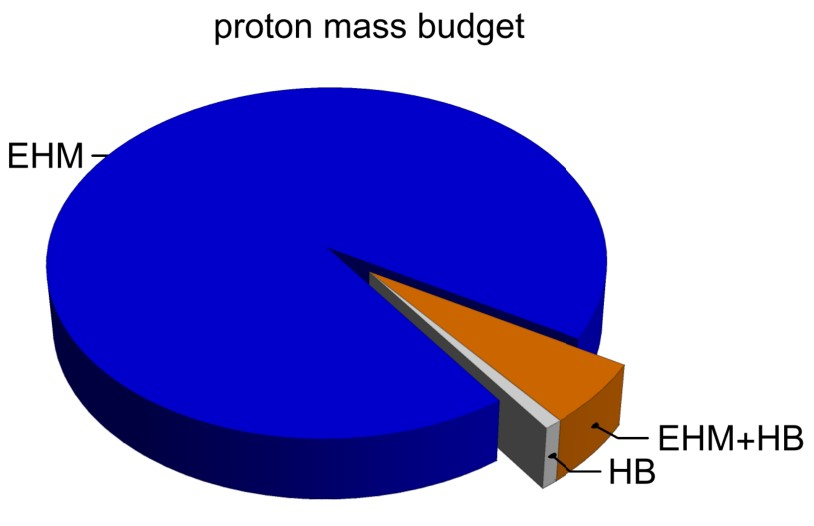 proton mass budget
EHM
EHM+HB
HB